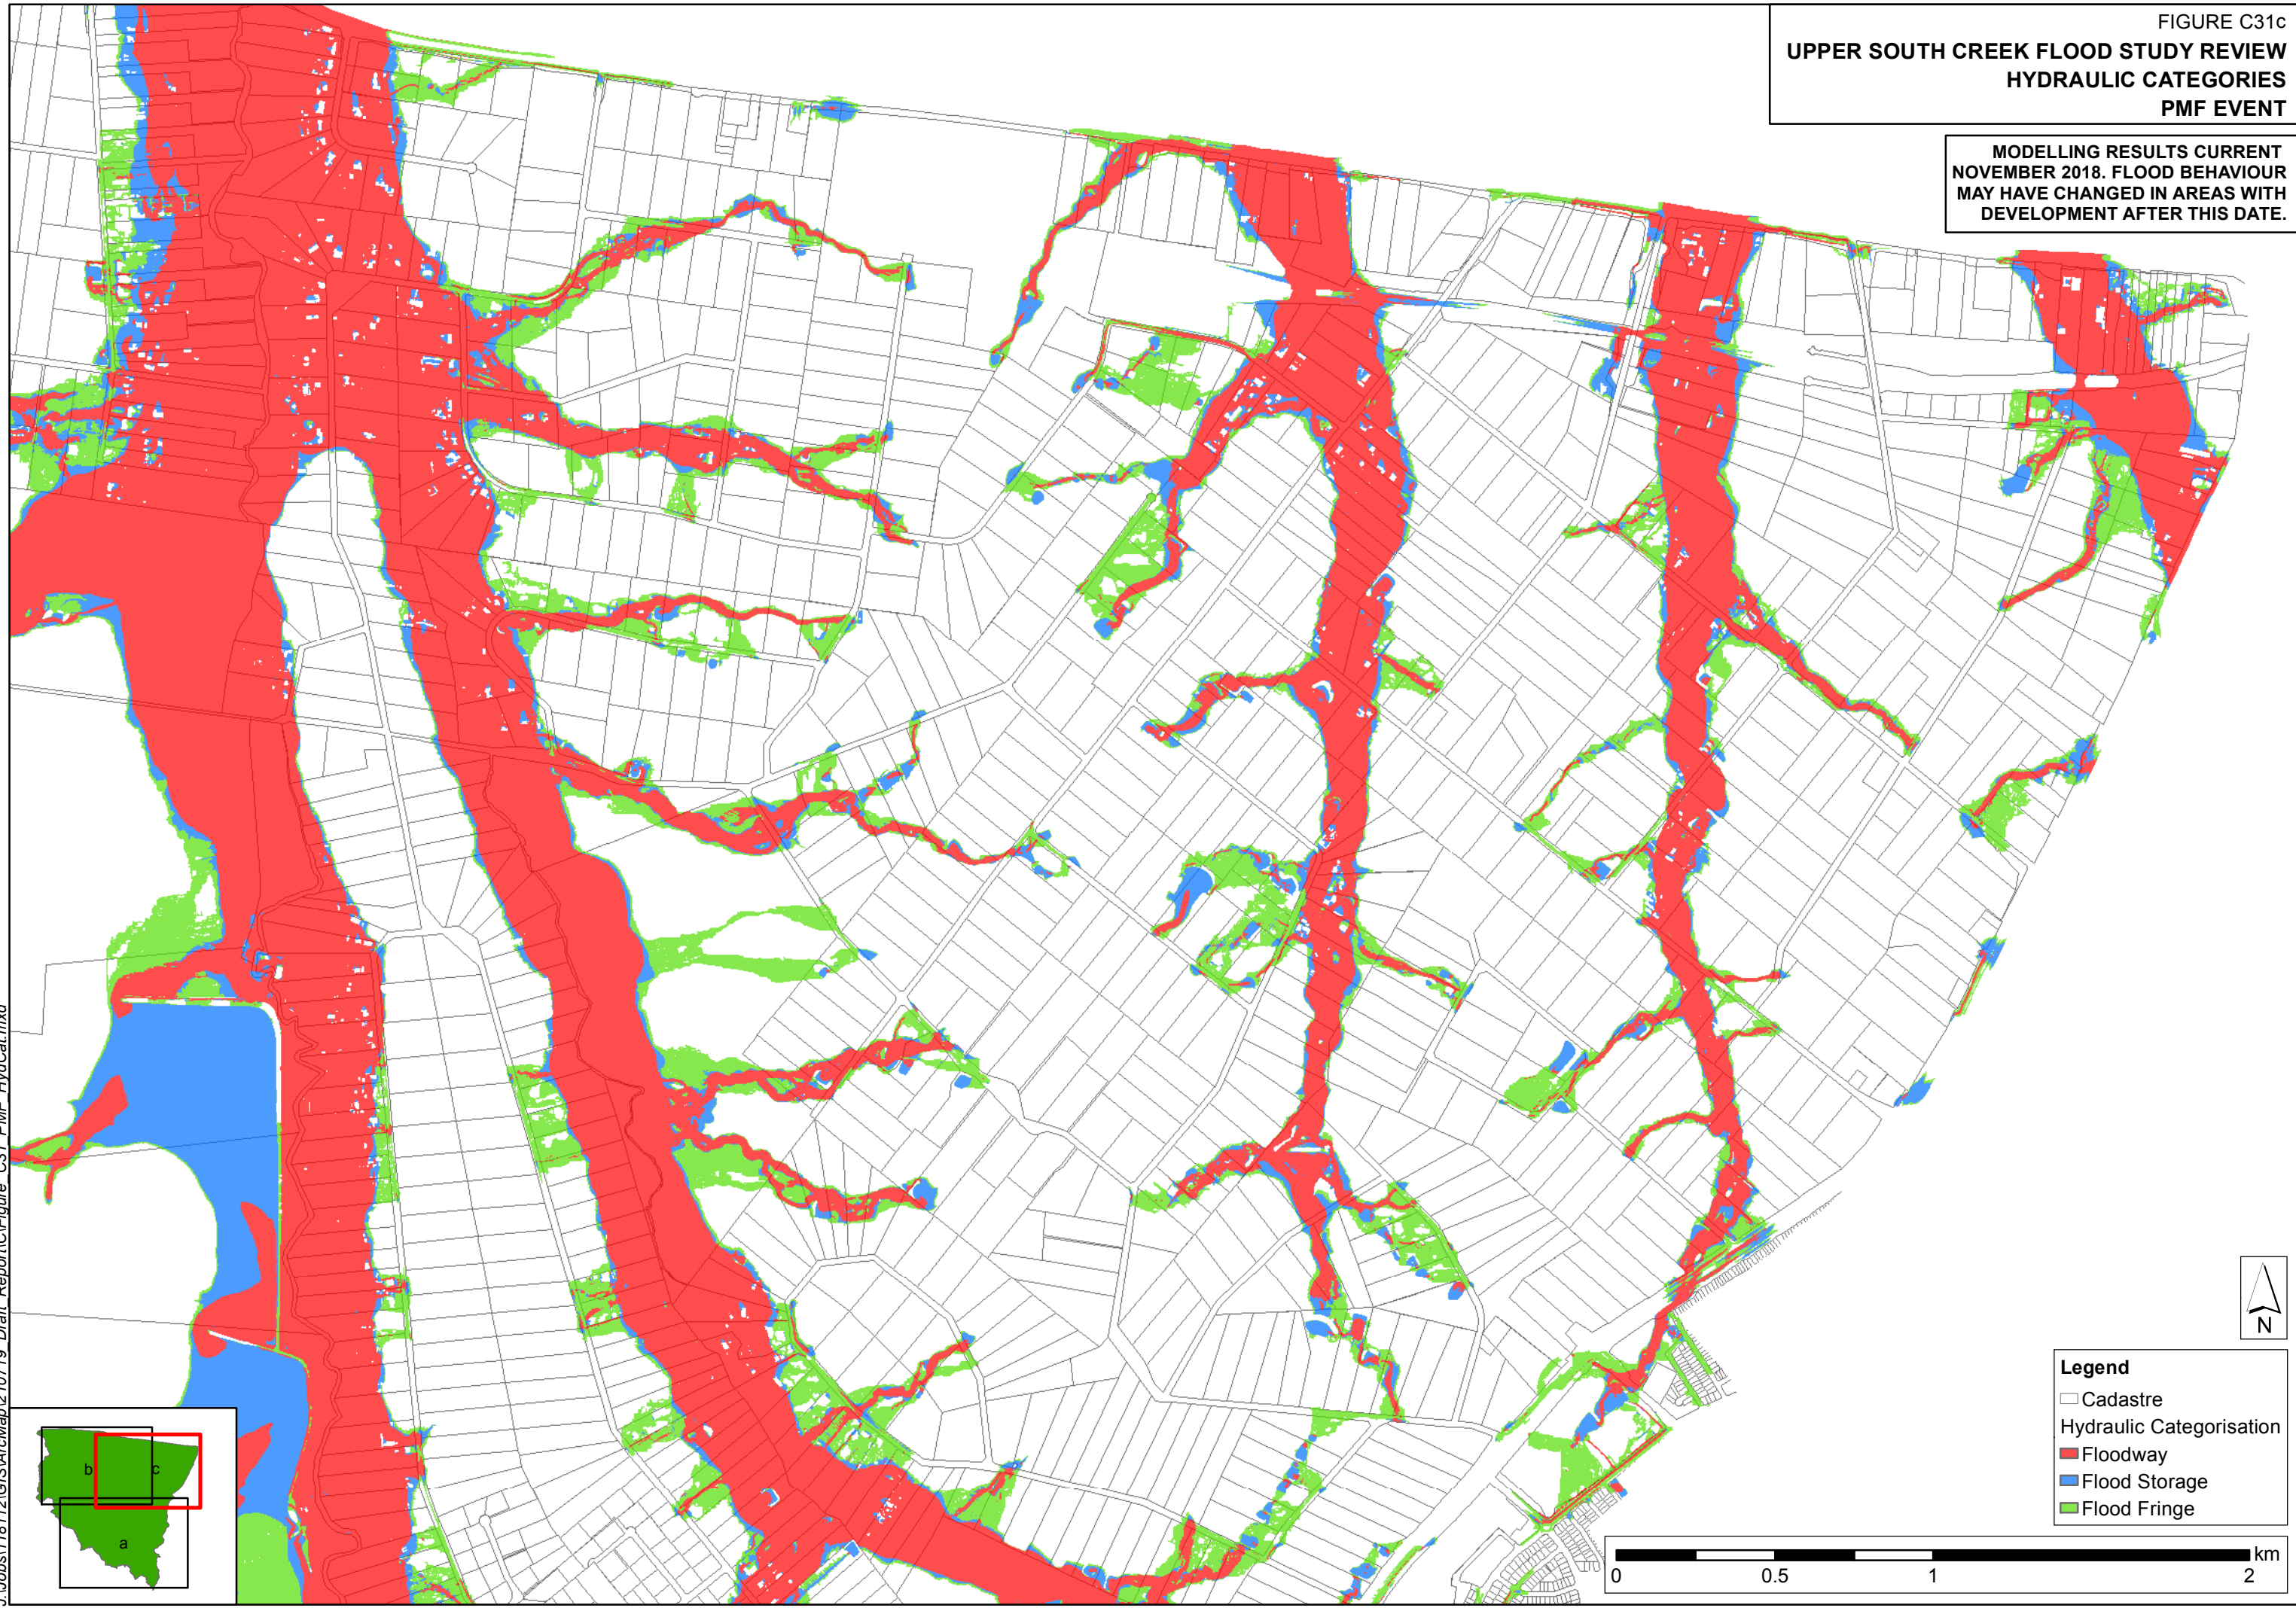 FIGURE C31c
UPPER SOUTH CREEK FLOOD STUDY REVIEW
HYDRAULIC CATEGORIES
PMF EVENT
MODELLING RESULTS CURRENT
NOVEMBER 2018. FLOOD BEHAVIOUR
MAY HAVE CHANGED IN AREAS WITH
DEVELOPMENT AFTER THIS DATE.
N
Legend
Cadastre
Hydraulic Categorisation
Floodway
Flood Storage
Flood Fringe
km
0 0.5 1 2
b c
a